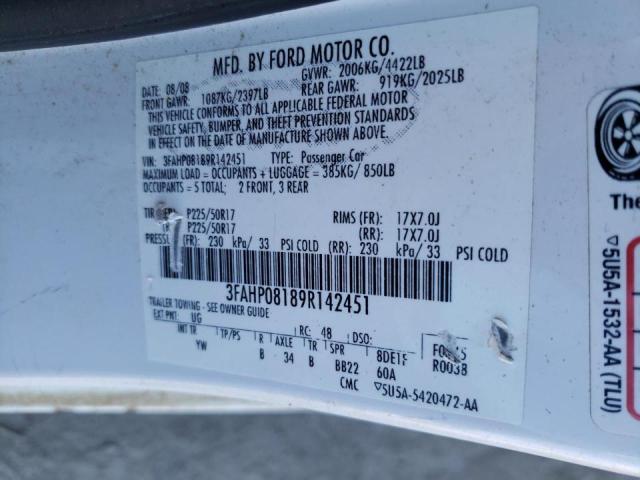 MFD. BY FORD MOTOR CO.
DATE: 08/08 GVWR: 2006KG/4422LB
FRONT GAWR: 1087KG/2397LB REAR GAWR: 919KG/2025LB
THIS VEHICLE CONFORMS TO ALL APPLICABLE FEDERAL MOTOR
VEHICLE SAFETY, BUMPER, AND THEFT PREVENTION STANDARDS
IN EFFECT ON THE DATE OF MANUFACTURE SHOWN ABOVE.
VIN: 3FAHP08189R142451 TYPE: Passenger Car
MAXIMUM LOAD = OCCUPANTS + LUGGAGE = 385KG/ 850LB
OCCUPANTS = 5 TOTAL; 2 FRONT, 3 REAR
P225/50R17 RIMS (FR): 17X7.0J
P225/50R17 (RR): 17X7.0J
(FR): 230 kPa/ 33 PSI COLD (RR): 230 kPa/ 33 PSI COLD
3FAHP08189R142451
TRAILER TOWING - SEE OWNER GUIDE
EXT PNT: UG RC: 48 DSO:
INT TR TP/PS R AXLE TR SPR
YW B 34 B BB22 8DE1F
R003B
60A
CMC ▽5U5A-5420472-AA
The
▽5U5A-1532-AA (TLU)